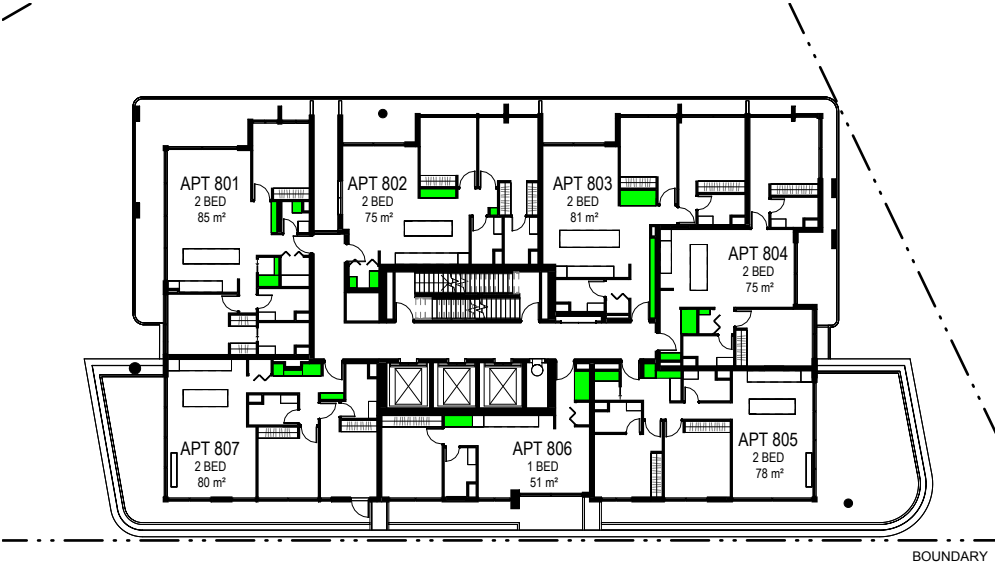 APT 801
2 BED
85 m²
APT 802
2 BED
75 m²
APT 803
2 BED
81 m²
APT 804
2 BED
75 m²
APT 807
2 BED
80 m²
APT 806
1 BED
51 m²
APT 805
2 BED
78 m²
BOUNDARY